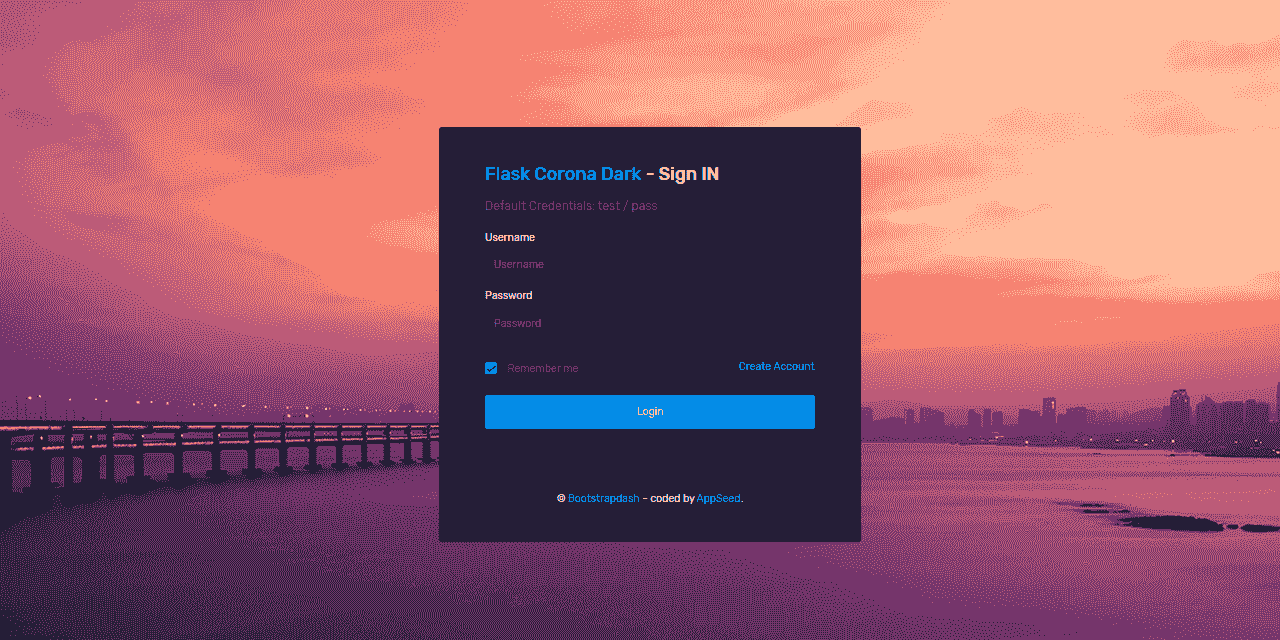 Flask Corona Dark - Sign IN
Default Credentials: test / pass
Username
Username
Password
Password
Remember me
Create Account
Login
© Bootstrapdash - coded by AppSeed.